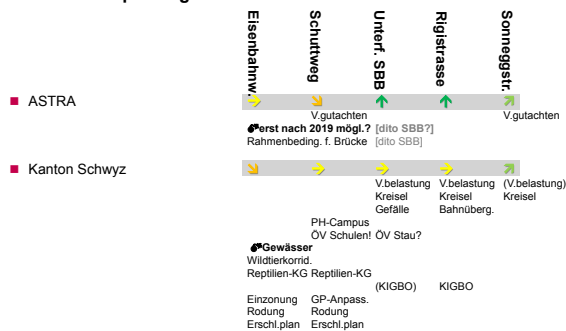 Eisenbahnw.
Schuttweg
Unterf. SBB
Rigistrasse
Sonneggstr.
ASTRA
V.gutachten V.gutachten
erst nach 2019 mögl.? [dito SBB?]
Rahmenbeding. f. Brücke [dito SBB]
Kanton Schwyz
V.belastung V.belastung (V.belastung)
Kreisel Kreisel Kreisel
Gefälle Bahnüberg.
PH-Campus
ÖV Schulen! ÖV Stau?
Gewässer
Wildtierkorrid.
Reptilien-KG Reptilien-KG
(KIGBO) KIGBO
Einzonung GP-Anpass.
Rodung Rodung
Erschl.plan Erschl.plan